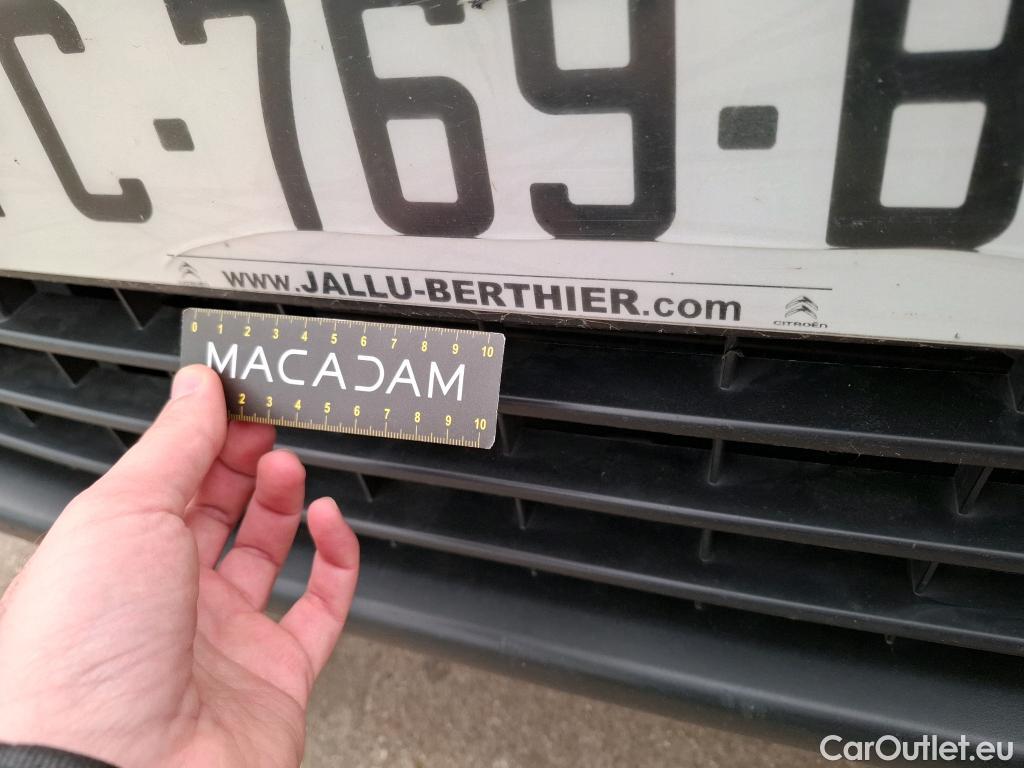 C-769-B
www.JALLU-BERTHIER.com
CITROËN
0 1 2 3 4 5 6 7 8 9 10
MACADAM
2 3 4 5 6 7 8 9 10
CarOutlet.eu